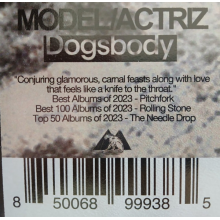 MODEL/ACTRIZ
Dogsbody
"Conjuring glamorous, carnal feasts along with love
that feels like a knife to the throat."
Best Albums of 2023 - Pitchfork
Best 100 Albums of 2023 - Rolling Stone
Top 50 Albums of 2023 - The Needle Drop
8 50068 99938 5